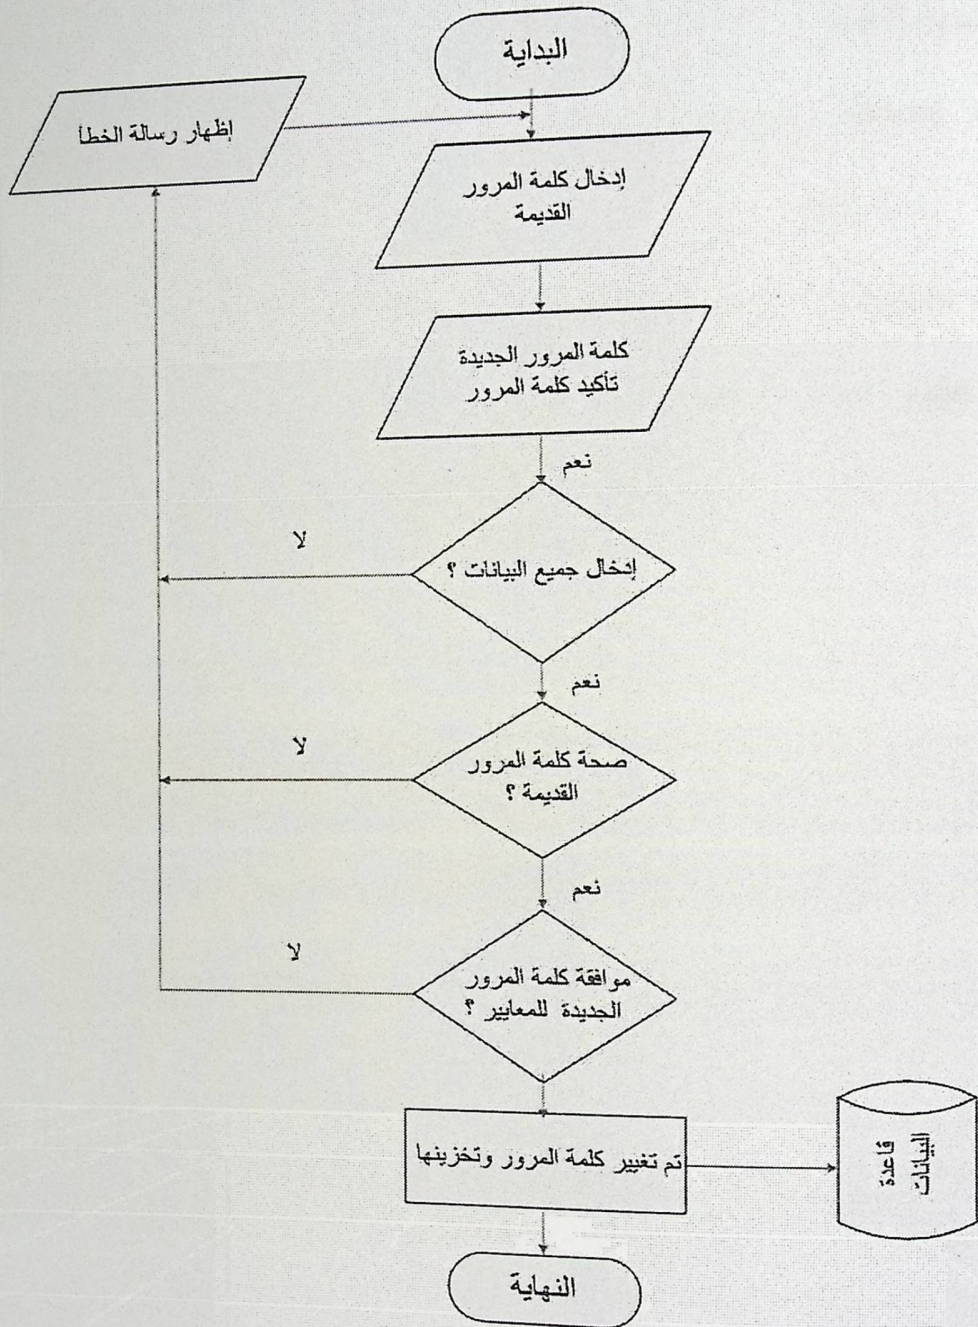 البداية
إظهار رسالة الخطأ
إدخال كلمة المرور
القديمة
كلمة المرور الجديدة
تأكيد كلمة المرور
نعم
إدخال جميع البيانات ؟
لا
نعم
صحة كلمة المرور
القديمة ؟
لا
نعم
موافقة كلمة المرور
الجديدة للمعايير ؟
لا
تم تغيير كلمة المرور وتخزينها
قاعدة
البيانات
النهاية